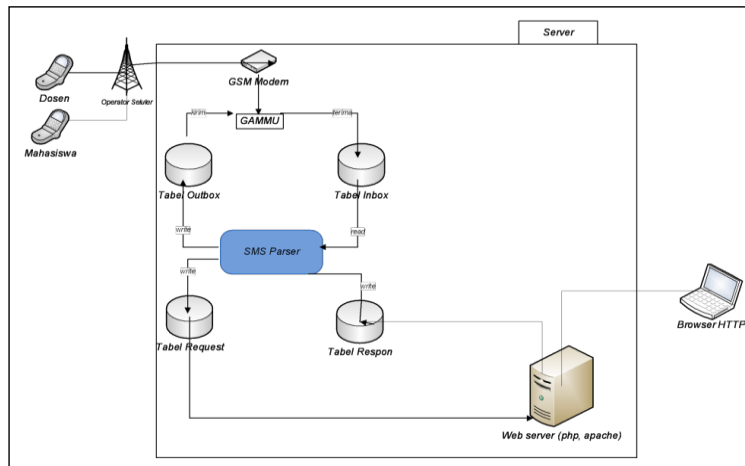 Server
GSM Modem
Dosen
Operator Seluler
Mahasiswa
kirim
GAMMU
terima
Tabel Outbox
Tabel Inbox
write
read
SMS Parser
write
write
Tabel Request
Tabel Respon
Browser HTTP
Web server (php, apache)